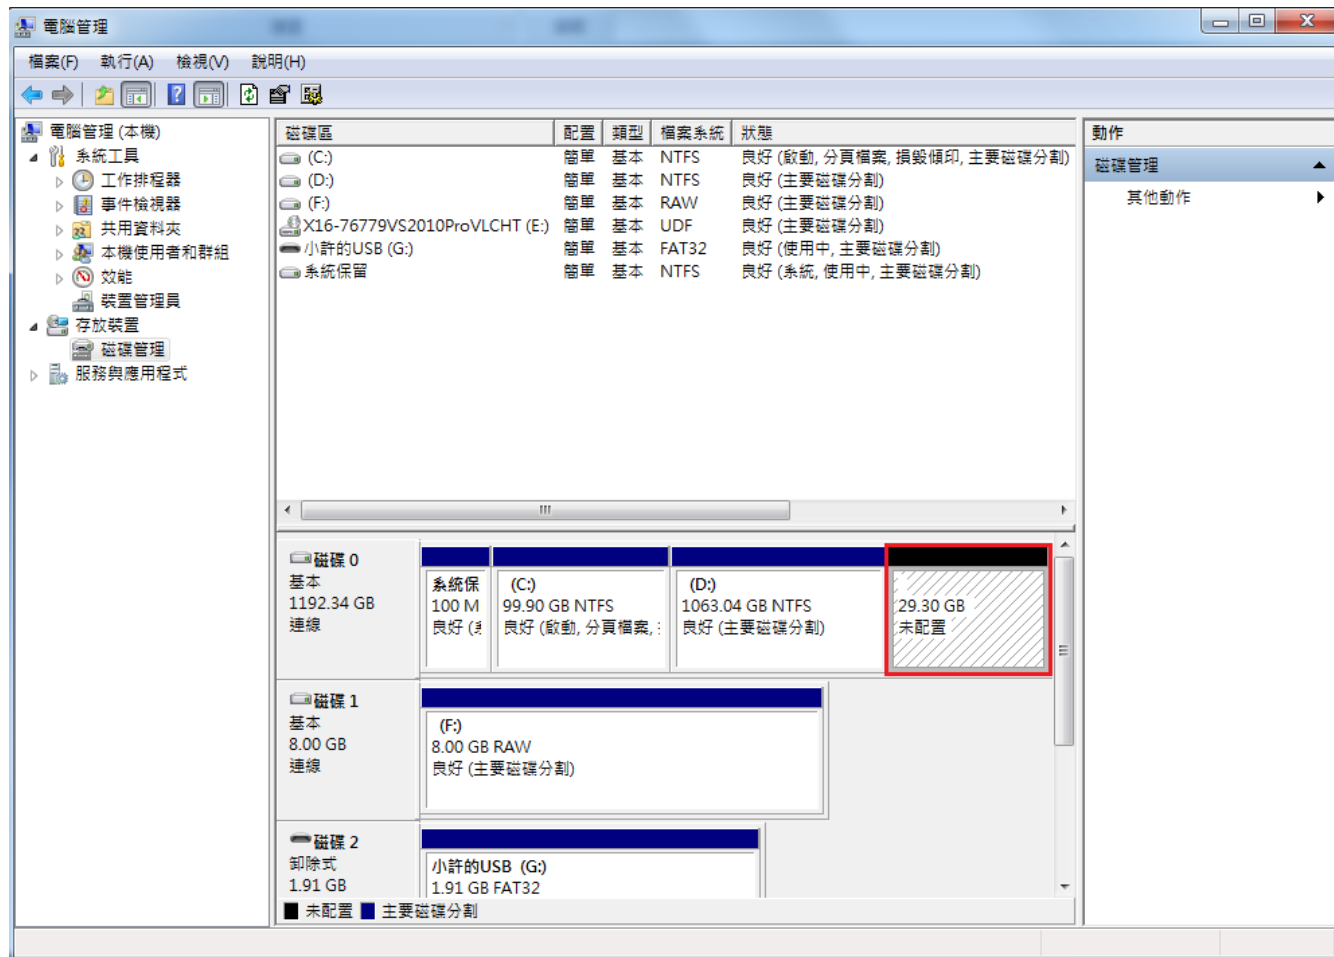 電腦管理
檔案(F) 執行(A) 檢視(V) 說明(H)
電腦管理 (本機)
系統工具
工作排程器
事件檢視器
共用資料夾
本機使用者和群組
效能
裝置管理員
存放裝置
磁碟管理
服務與應用程式
磁碟區 配置 類型 檔案系統 狀態
(C:) 簡單 基本 NTFS 良好 (啟動, 分頁檔案, 損毀傾印, 主要磁碟分割)
(D:) 簡單 基本 NTFS 良好 (主要磁碟分割)
(F:) 簡單 基本 RAW 良好 (主要磁碟分割)
X16-76779VS2010ProVLCHT (E:) 簡單 基本 UDF 良好 (主要磁碟分割)
小許的USB (G:) 簡單 基本 FAT32 良好 (使用中, 主要磁碟分割)
系統保留 簡單 基本 NTFS 良好 (系統, 使用中, 主要磁碟分割)
磁碟 0
基本
1192.34 GB
連線
系統保
100 M
良好 (
(C:)
99.90 GB NTFS
良好 (啟動, 分頁檔案,
(D:)
1063.04 GB NTFS
良好 (主要磁碟分割)
29.30 GB
未配置
磁碟 1
基本
8.00 GB
連線
(F:)
8.00 GB RAW
良好 (主要磁碟分割)
磁碟 2
卸除式
1.91 GB
小許的USB (G:)
1.91 GB FAT32
未配置 主要磁碟分割
動作
磁碟管理
其他動作